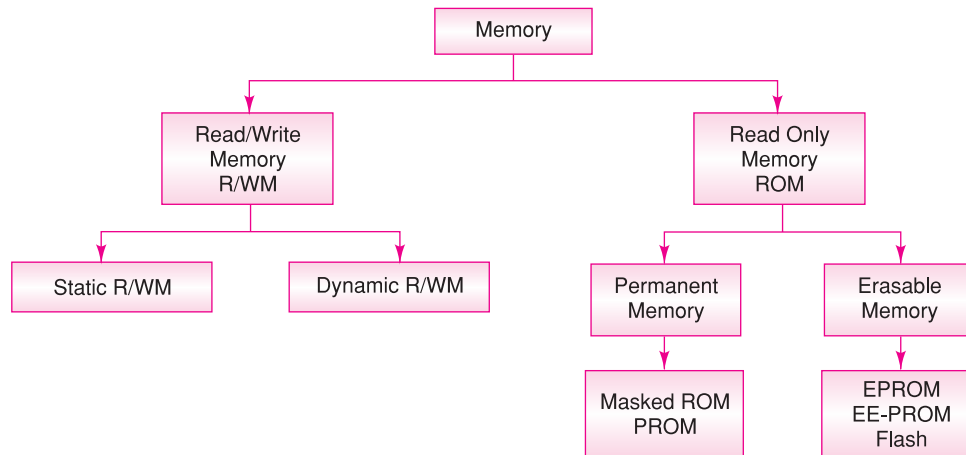 Memory
Read/Write
Memory
R/WM
Read Only
Memory
ROM
Static R/WM
Dynamic R/WM
Permanent
Memory
Erasable
Memory
Masked ROM
PROM
EPROM
EE-PROM
Flash